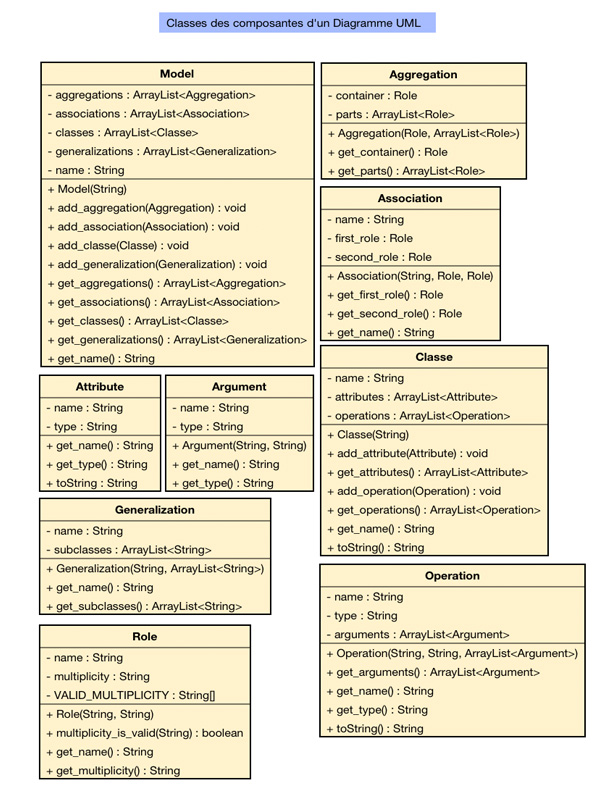 Classes des composantes d'un Diagramme UML
Model
- aggregations : ArrayList<Aggregation>
- associations : ArrayList<Association>
- classes : ArrayList<Classe>
- generalizations : ArrayList<Generalization>
- name : String
+ Model(String)
+ add_aggregation(Aggregation) : void
+ add_association(Association) : void
+ add_classe(Classe) : void
+ add_generalization(Generalization) : void
+ get_aggregations() : ArrayList<Aggregation>
+ get_associations() : ArrayList<Association>
+ get_classes() : ArrayList<Classe>
+ get_generalizations() : ArrayList<Generalization>
+ get_name() : String
Aggregation
- container : Role
- parts : ArrayList<Role>
+ Aggregation(Role, ArrayList<Role>)
+ get_container() : Role
+ get_parts() : ArrayList<Role>
Association
- name : String
- first_role : Role
- second_role : Role
+ Association(String, Role, Role)
+ get_first_role() : Role
+ get_second_role() : Role
+ get_name() : String
Attribute
- name : String
- type : String
+ get_name() : String
+ get_type() : String
+ toString : String
Argument
- name : String
- type : String
+ Argument(String, String)
+ get_name() : String
+ get_type() : String
Classe
- name : String
- attributes : ArrayList<Attribute>
- operations : ArrayList<Operation>
+ Classe(String)
+ add_attribute(Attribute) : void
+ get_attributes() : ArrayList<Attribute>
+ add_operation(Operation) : void
+ get_operations() : ArrayList<Operation>
+ get_name() : String
+ toString() : String
Generalization
- name : String
- subclasses : ArrayList<String>
+ Generalization(String, ArrayList<String>)
+ get_name() : String
+ get_subclasses() : ArrayList<String>
Operation
- name : String
- type : String
- arguments : ArrayList<Argument>
+ Operation(String, String, ArrayList<Argument>)
+ get_arguments() : ArrayList<Argument>
+ get_name() : String
+ get_type() : String
+ toString() : String
Role
- name : String
- multiplicity : String
- VALID_MULTIPLICITY : String[]
+ Role(String, String)
+ multiplicity_is_valid(String) : boolean
+ get_name() : String
+ get_multiplicity() : String